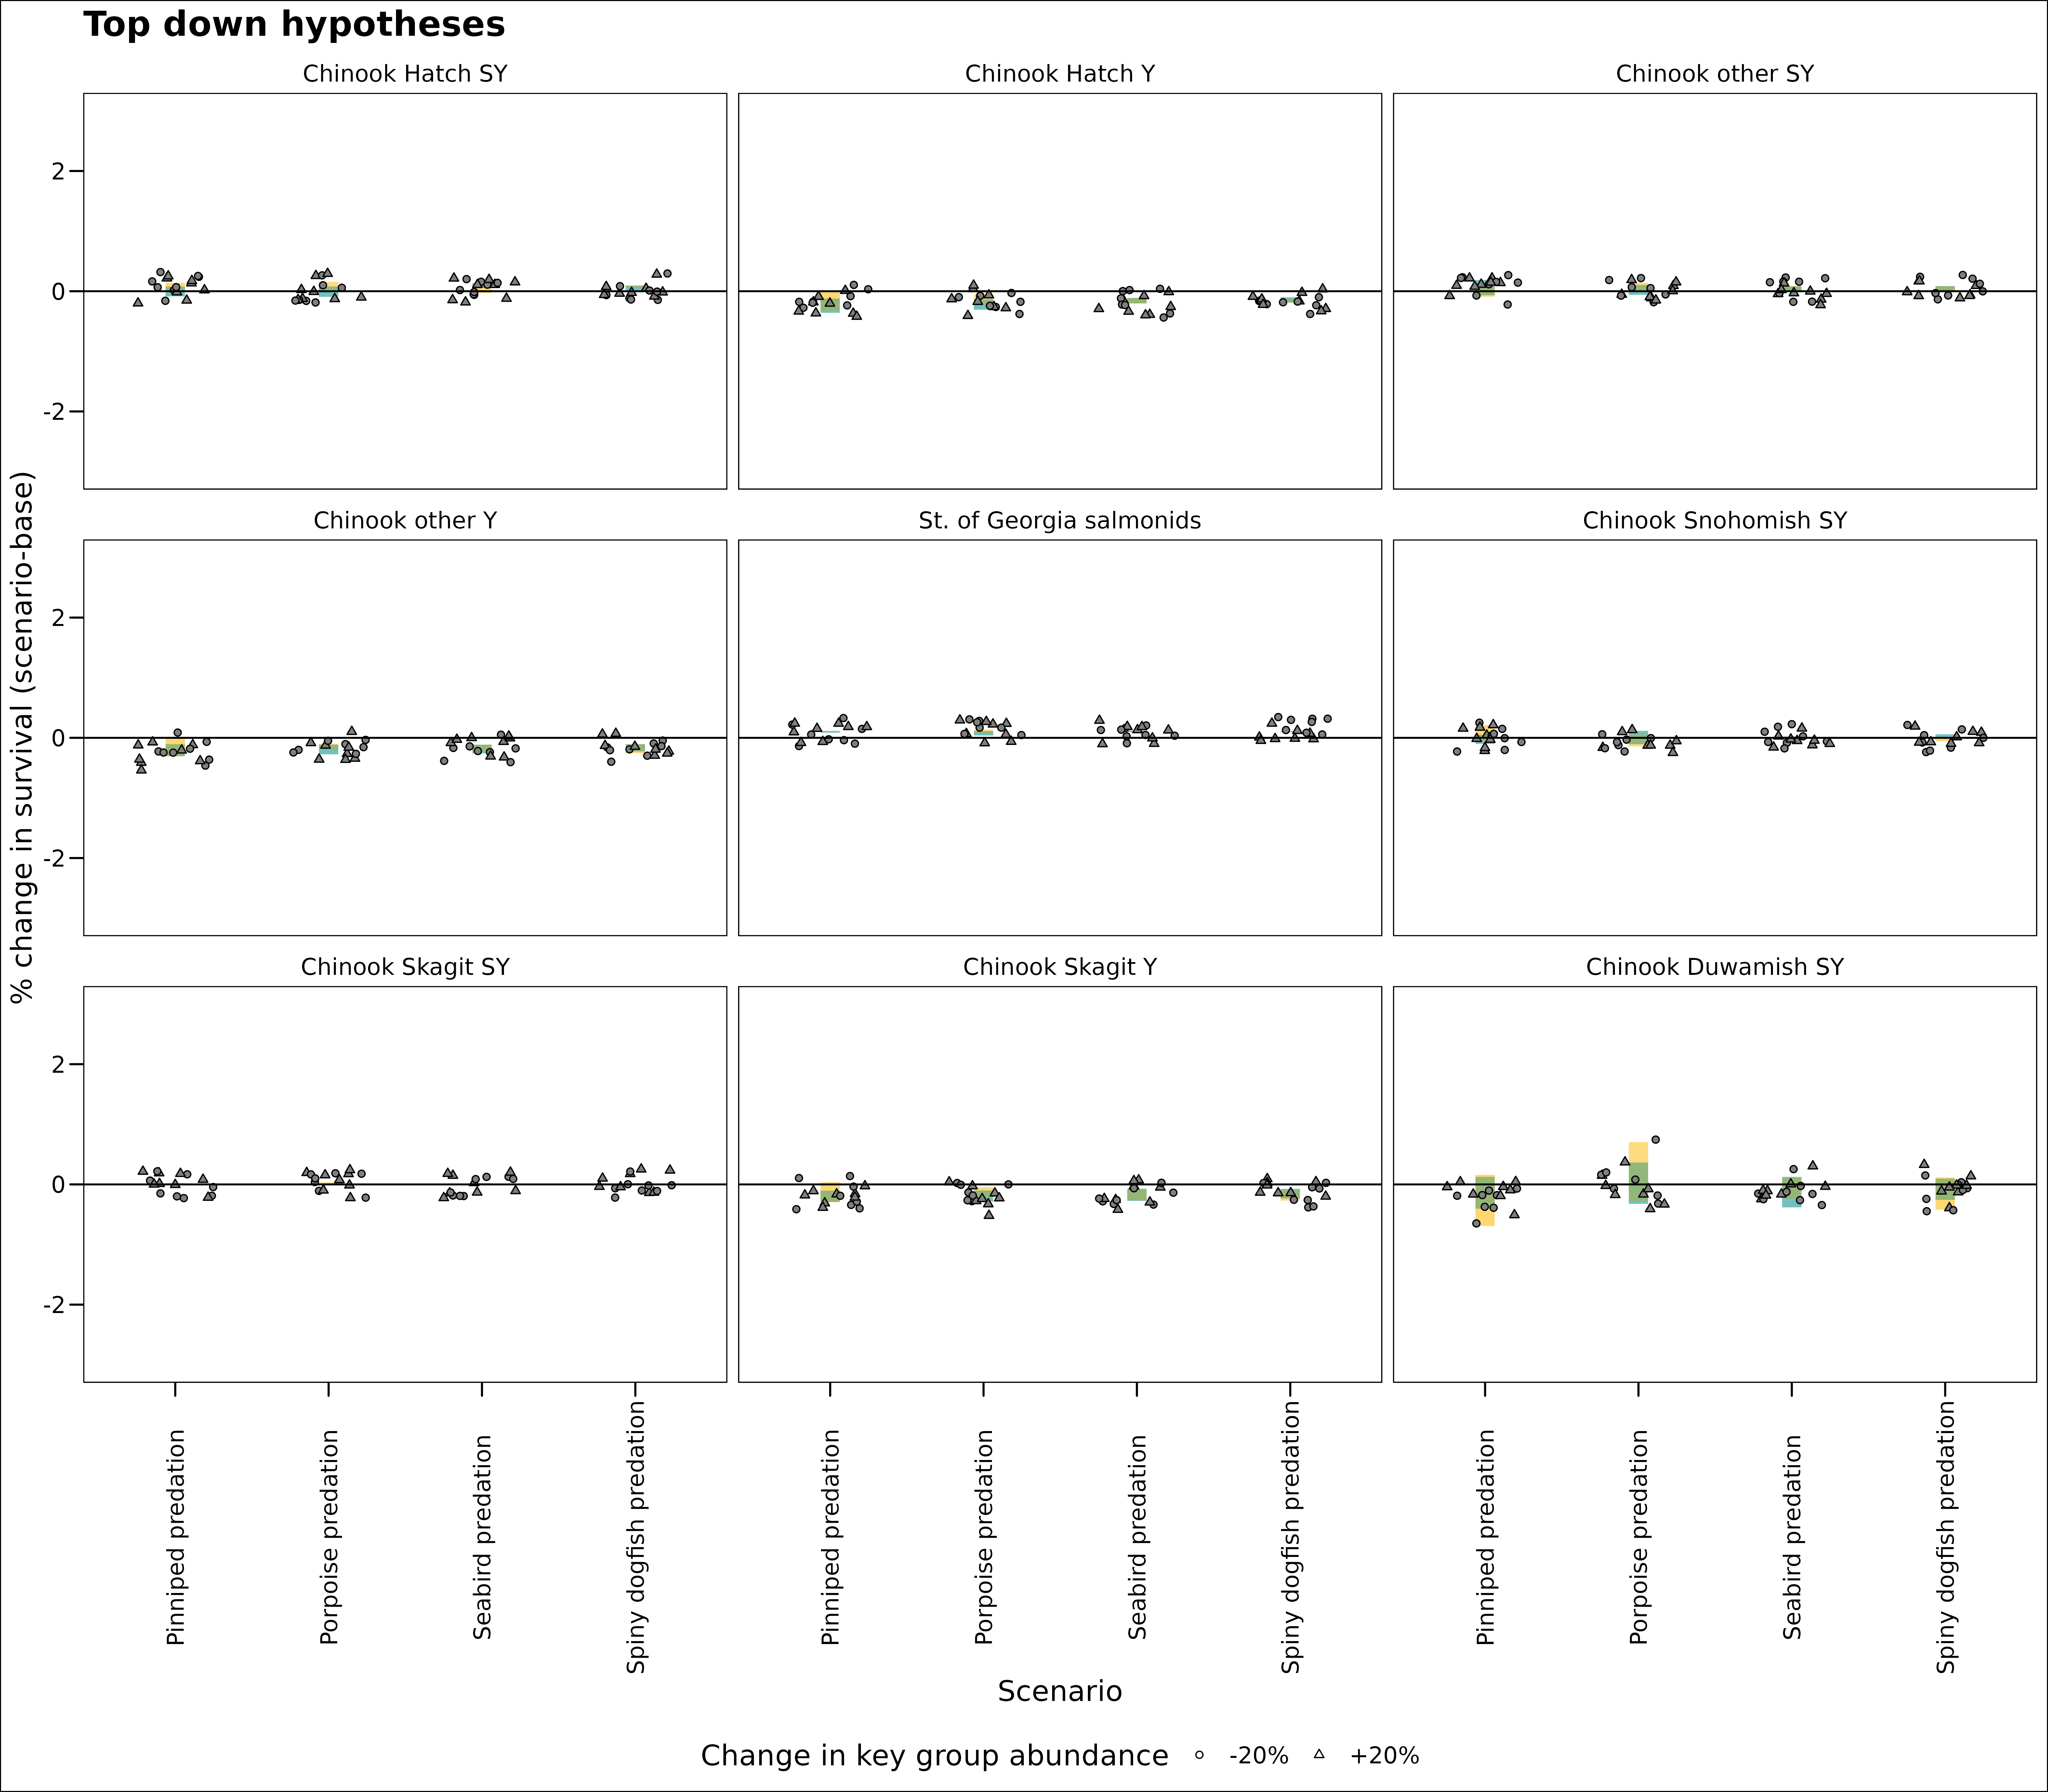 Top down hypotheses
Chinook Hatch SY
Chinook Hatch Y
Chinook other SY
2
0
-2
Chinook other Y
St. of Georgia salmonids
Chinook Snohomish SY
2
0
-2
Chinook Skagit SY
Chinook Skagit Y
Chinook Duwamish SY
2
0
-2
% change in survival (scenario-base)
Pinniped predation
Porpoise predation
Seabird predation
Spiny dogfish predation
Pinniped predation
Porpoise predation
Seabird predation
Spiny dogfish predation
Pinniped predation
Porpoise predation
Seabird predation
Spiny dogfish predation
Scenario
Change in key group abundance -20% +20%